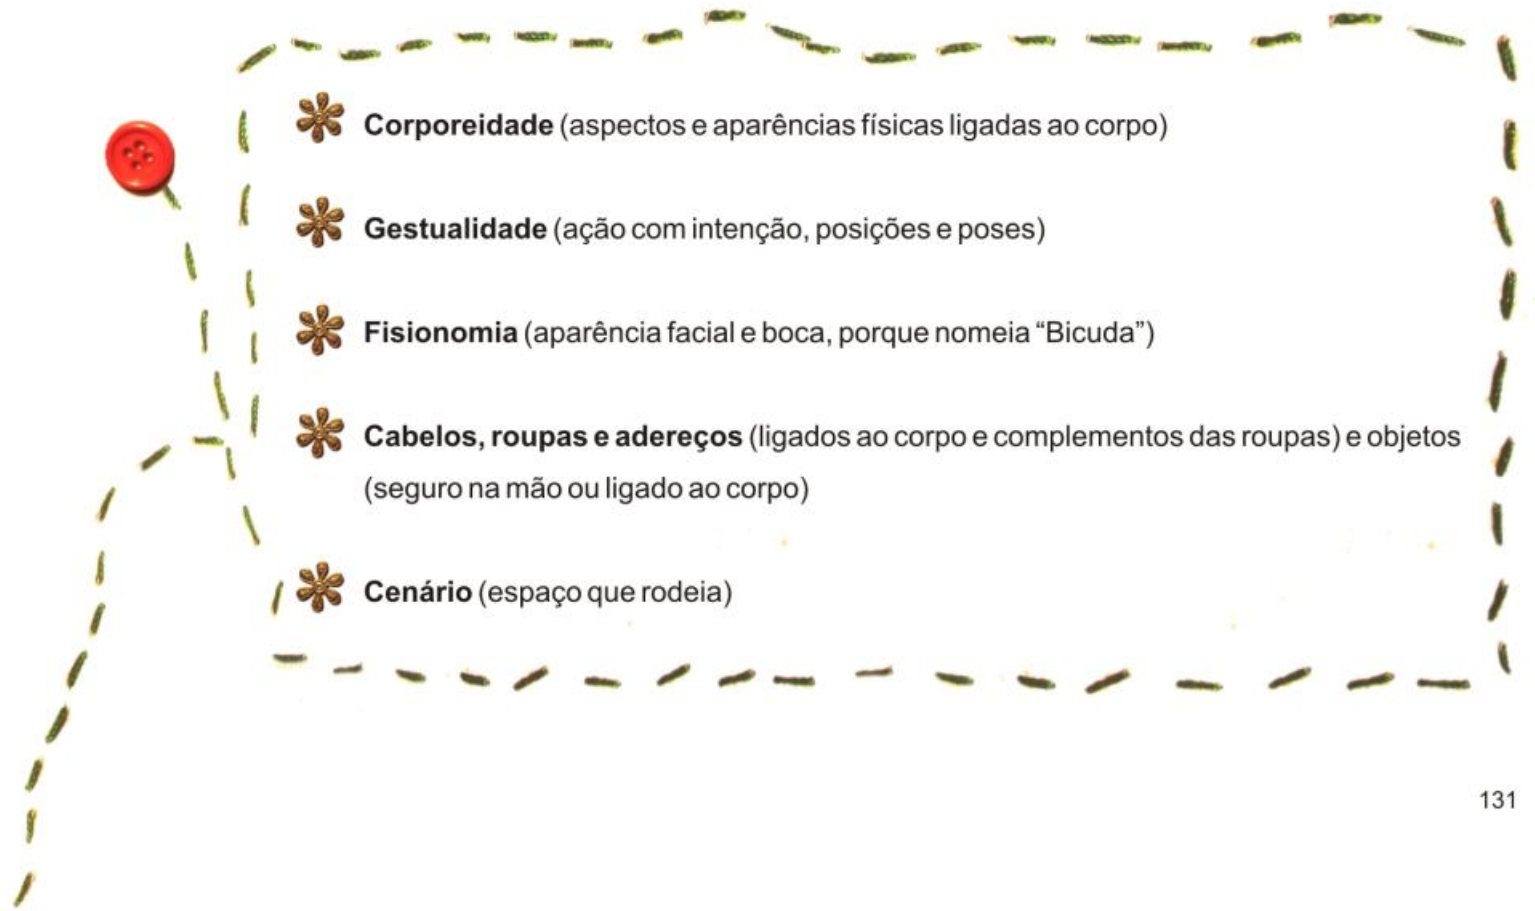 Corporeidade (aspectos e aparências físicas ligadas ao corpo)
Gestualidade (ação com intenção, posições e poses)
Fisionomia (aparência facial e boca, porque nomeia “Bicuda”)
Cabelos, roupas e adereços (ligados ao corpo e complementos das roupas) e objetos
(seguro na mão ou ligado ao corpo)
Cenário (espaço que rodeia)
131